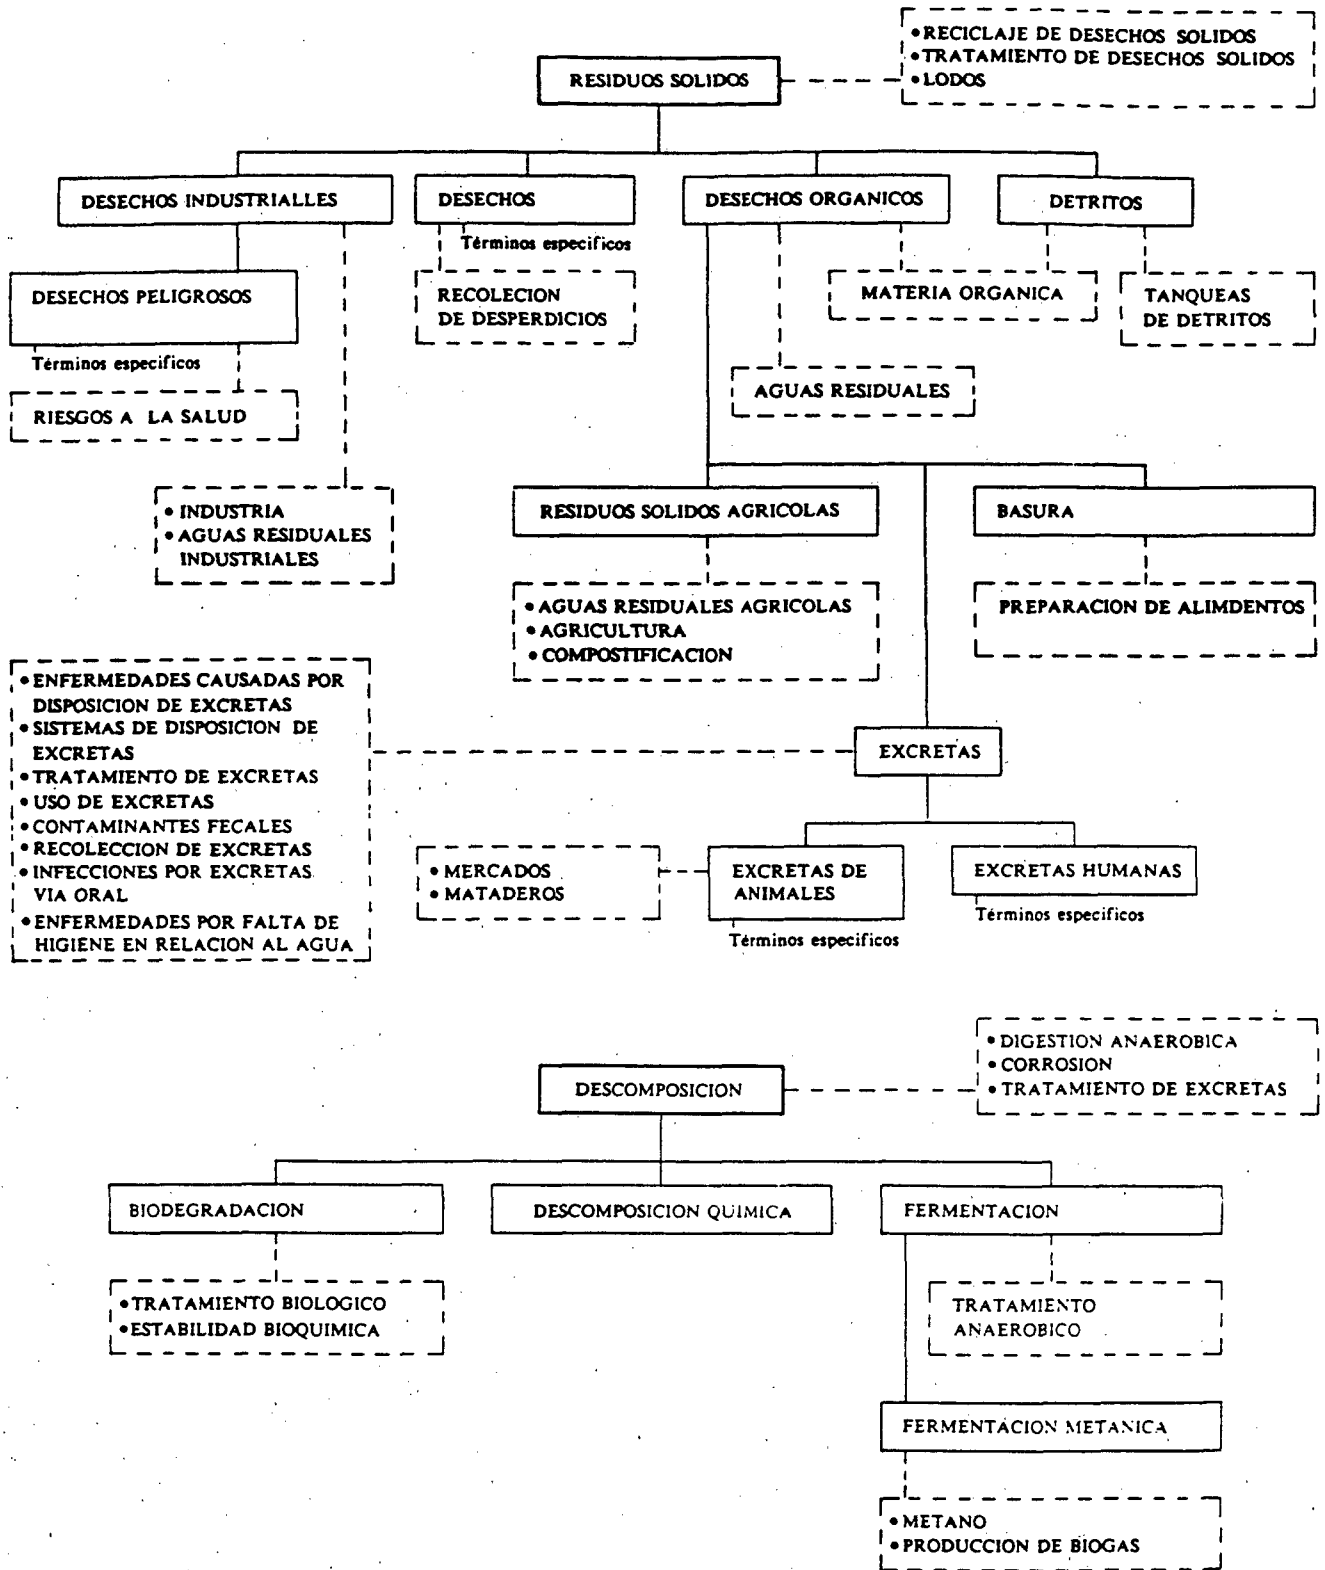 • RECICLAJE DE DESECHOS SOLIDOS
• TRATAMIENTO DE DESECHOS SOLIDOS
• LODOS
RESIDUOS SOLIDOS
DESECHOS INDUSTRIALLES
DESECHOS
DESECHOS ORGANICOS
DETRITOS
Términos especificos
DESECHOS PELIGROSOS
RECOLECION
DE DESPERDICIOS
MATERIA ORGANICA
TANQUEAS
DE DETRITOS
Términos especificos
RIESGOS A LA SALUD
AGUAS RESIDUALES
• INDUSTRIA
• AGUAS RESIDUALES
INDUSTRIALES
RESIDUOS SOLIDOS AGRICOLAS
BASURA
• AGUAS RESIDUALES AGRICOLAS
• AGRICULTURA
• COMPOSTIFICACION
PREPARACION DE ALIMDENTOS
• ENFERMEDADES CAUSADAS POR
DISPOSICION DE EXCRETAS
• SISTEMAS DE DISPOSICION DE
EXCRETAS
• TRATAMIENTO DE EXCRETAS
• USO DE EXCRETAS
• CONTAMINANTES FECALES
• RECOLECCION DE EXCRETAS
• INFECCIONES POR EXCRETAS
VIA ORAL
• ENFERMEDADES POR FALTA DE
HIGIENE EN RELACION AL AGUA
EXCRETAS
• MERCADOS
• MATADEROS
EXCRETAS DE
ANIMALES
EXCRETAS HUMANAS
Términos especificos
Términos especificos
• DIGESTION ANAEROBICA
• CORROSION
• TRATAMIENTO DE EXCRETAS
DESCOMPOSICION
BIODEGRADACION
DESCOMPOSICION QUIMICA
FERMENTACION
• TRATAMIENTO BIOLOGICO
• ESTABILIDAD BIOQUIMICA
TRATAMIENTO
ANAEROBICO
FERMENTACION METANICA
• METANO
• PRODUCCION DE BIOGAS